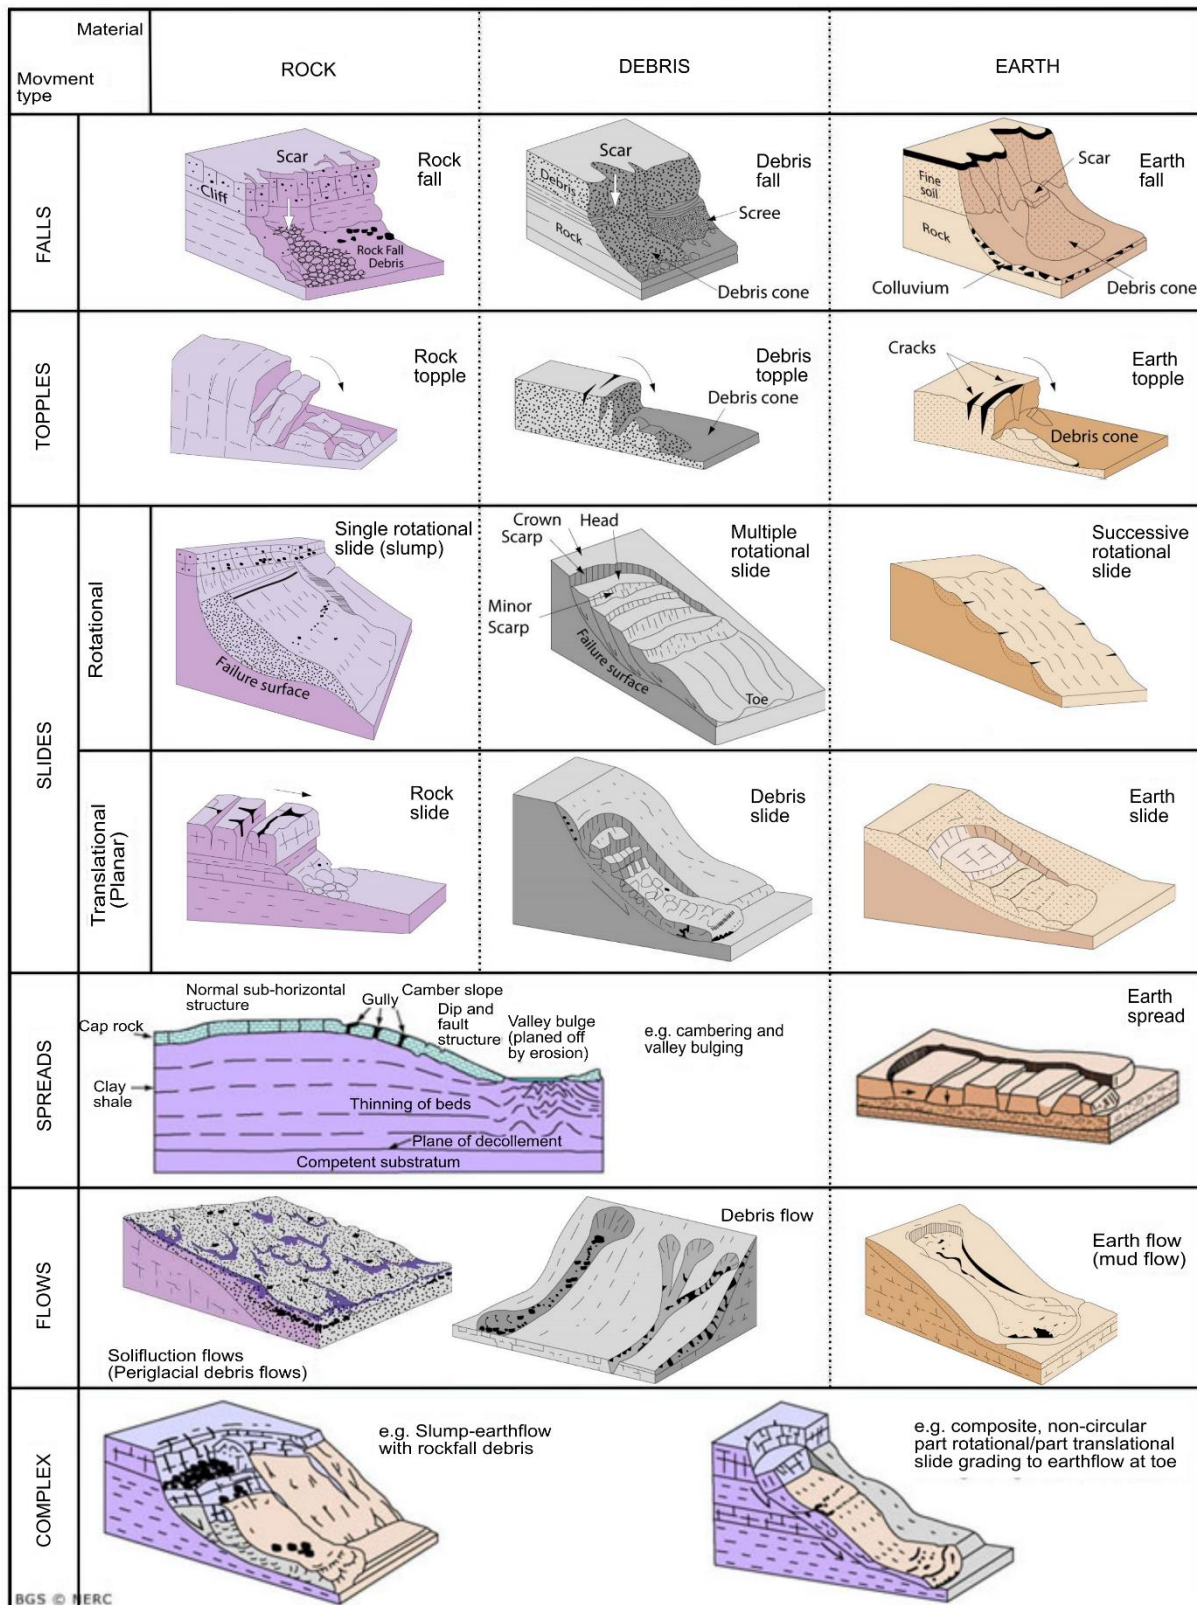 Material
Movment
type
ROCK
DEBRIS
EARTH
FALLS
Scar
Cliff
Rock Fall
Debris
Rock
fall
Scar
Debris
Rock
Debris
fall
Scree
Debris cone
Fine
soil
Rock
Scar
Earth
fall
Colluvium
Debris cone
TOPPLES
Rock
topple
Debris
topple
Debris cone
Cracks
Earth
topple
Debris cone
SLIDES
Rotational
Single rotational
slide (slump)
Failure surface
Crown
Scarp
Head
Minor
Scarp
Multiple
rotational
slide
Failure surface
Toe
Successive
rotational
slide
Translational
(Planar)
Rock
slide
Debris
slide
Earth
slide
SPREADS
Normal sub-horizontal
structure
Gully
Camber slope
Dip and
fault
structure
Valley bulge
(planed off
by erosion)
Cap rock
Clay
shale
Thinning of beds
Plane of decollement
Competent substratum
e.g. cambering and
valley bulging
Earth
spread
FLOWS
Solifluction flows
(Periglacial debris flows)
Debris flow
Earth flow
(mud flow)
COMPLEX
e.g. Slump-earthflow
with rockfall debris
e.g. composite, non-circular
part rotational/part translational
slide grading to earthflow at toe
BGS © NERC